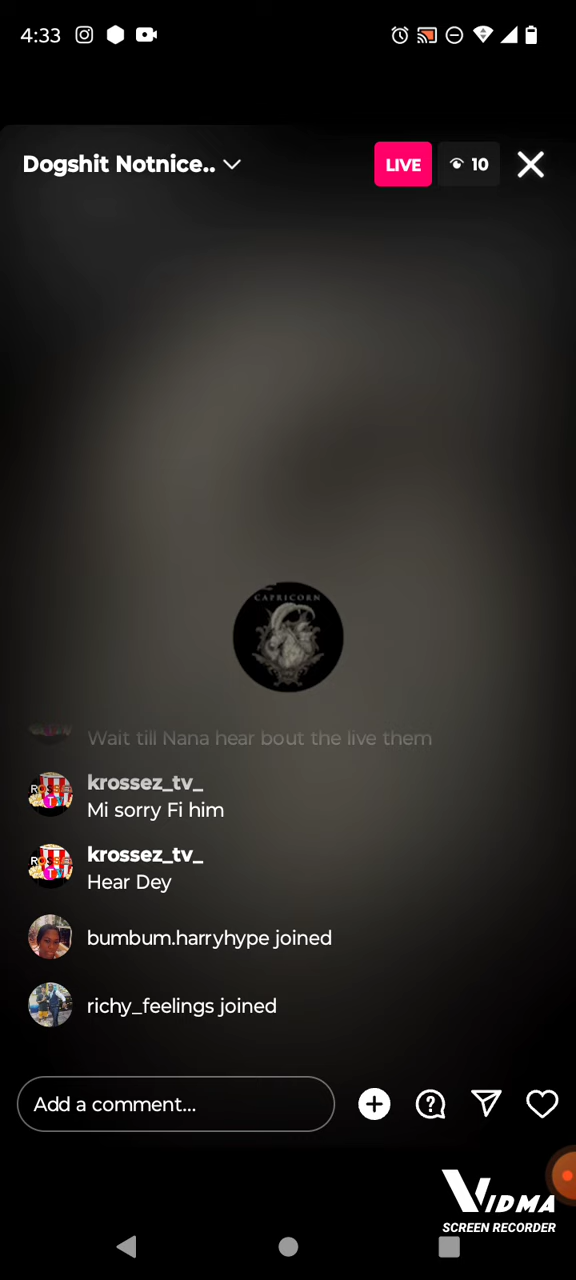 4:33
Dogshit Notnice..
LIVE
10
CAPRICORN
Wait till Nana hear bout the live them
krossez_tv_
Mi sorry Fi him
krossez_tv_
Hear Dey
bumbum.harryhype joined
richy_feelings joined
Add a comment...
VIDMA
SCREEN RECORDER